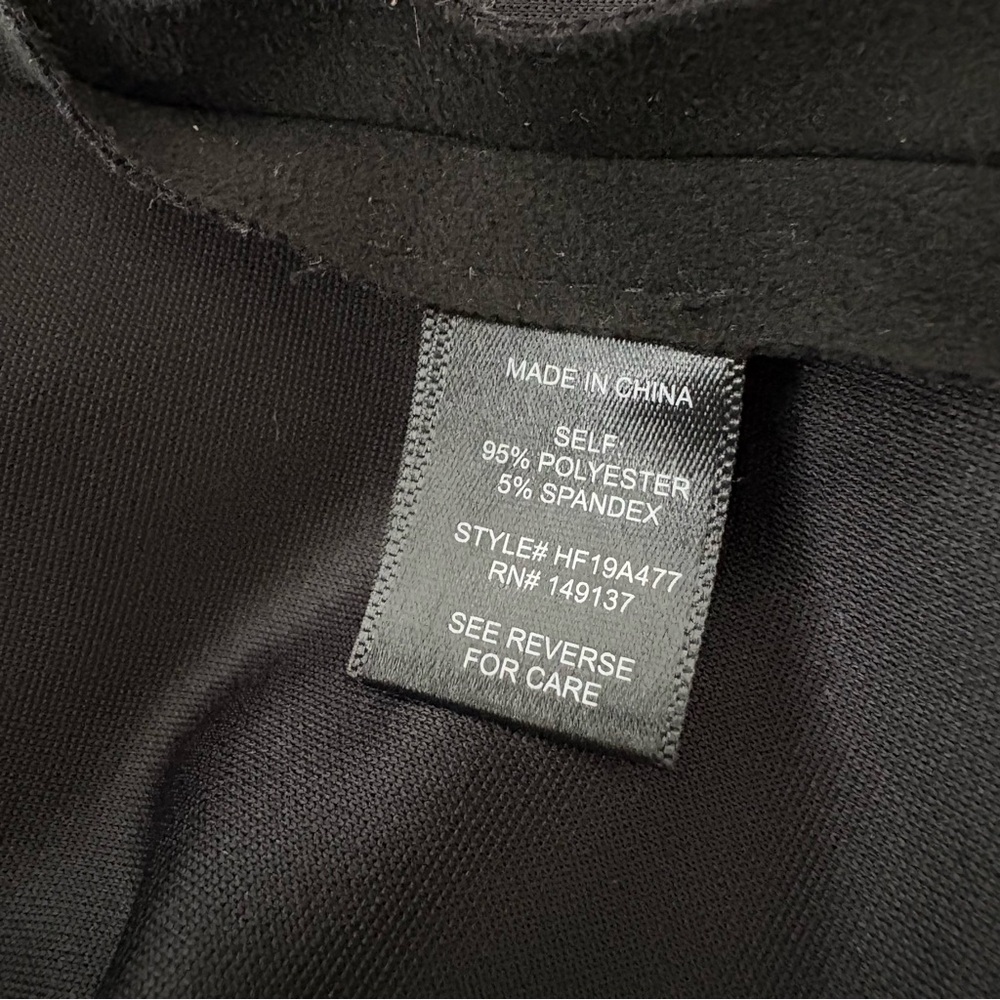 MADE IN CHINA
SELF:
95% POLYESTER
5% SPANDEX
STYLE# HF19A477
RN# 149137
SEE REVERSE
FOR CARE